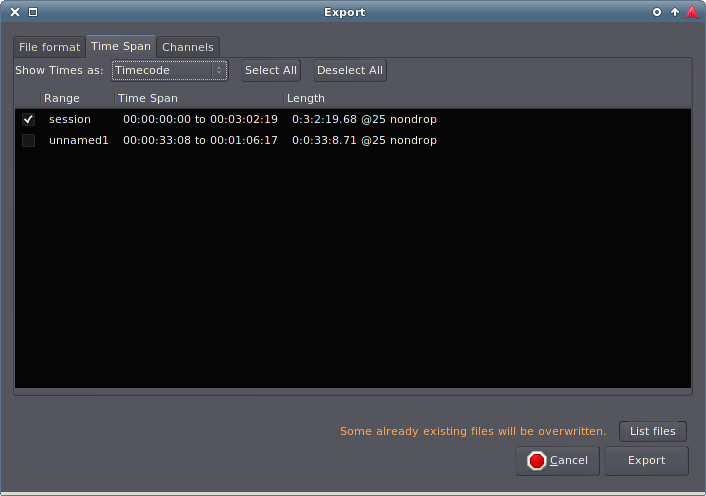 Export
File format Time Span Channels
Show Times as: Timecode Select All Deselect All
Range Time Span Length
session 00:00:00:00 to 00:03:02:19 0:3:2:19.68 @25 nondrop
unnamed1 00:00:33:08 to 00:01:06:17 0:0:33:8.71 @25 nondrop
Some already existing files will be overwritten. List files
Cancel Export